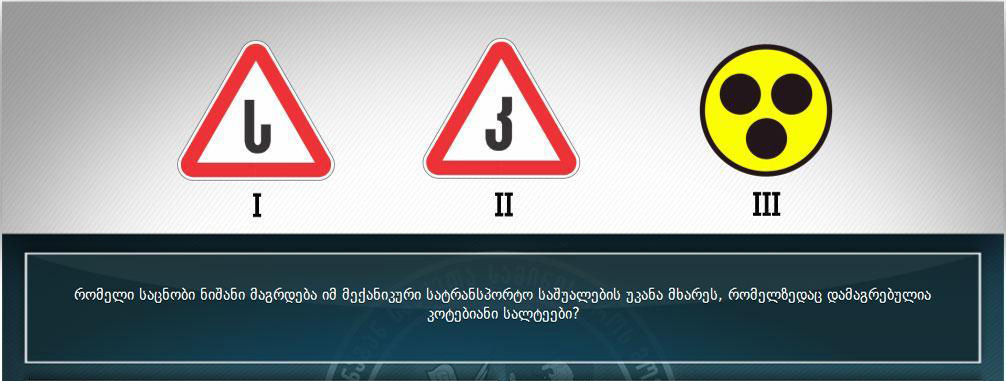 ს
კ
I
II
III
რომელი საცნობი ნიშანი მაგრდება იმ მექანიკური სატრანსპორტო საშუალების უკანა მხარეს, რომელზედაც დამაგრებულია
კოტებიანი სალტეები?